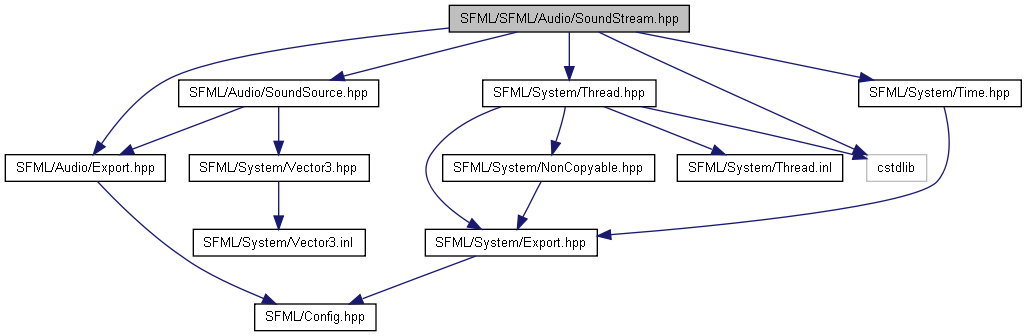 SFML/SFML/Audio/SoundStream.hpp
SFML/Audio/SoundSource.hpp
SFML/System/Thread.hpp
SFML/System/Time.hpp
SFML/Audio/Export.hpp
SFML/System/Vector3.hpp
SFML/System/NonCopyable.hpp
SFML/System/Thread.inl
cstdlib
SFML/System/Vector3.inl
SFML/System/Export.hpp
SFML/Config.hpp